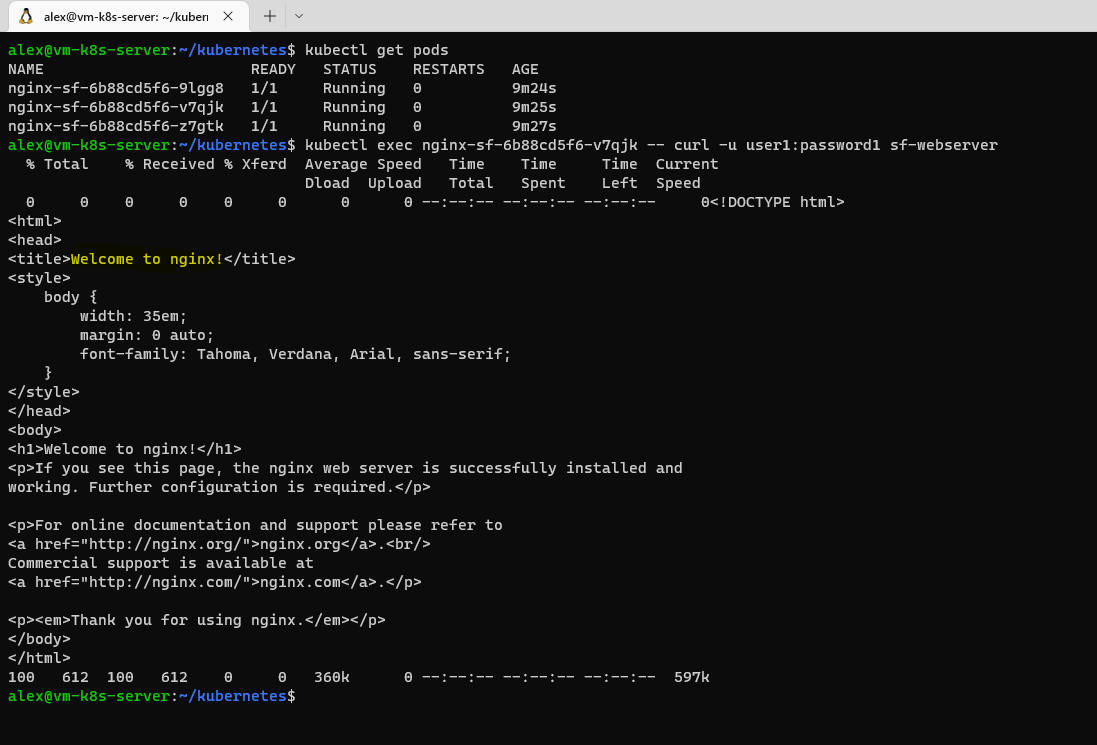 alex@vm-k8s-server: ~/kubern
alex@vm-k8s-server:~/kubernetes$ kubectl get pods
NAME                       READY   STATUS    RESTARTS   AGE
nginx-sf-6b88cd5f6-9lgg8   1/1     Running   0          9m24s
nginx-sf-6b88cd5f6-v7qjk   1/1     Running   0          9m25s
nginx-sf-6b88cd5f6-z7gtk   1/1     Running   0          9m27s
alex@vm-k8s-server:~/kubernetes$ kubectl exec nginx-sf-6b88cd5f6-v7qjk -- curl -u user1:password1 sf-webserver
  % Total    % Received % Xferd  Average Speed   Time    Time     Time  Current
                                 Dload  Upload   Total   Spent    Left  Speed
  0     0    0     0    0     0      0      0 --:--:-- --:--:-- --:--:--     0<!DOCTYPE html>
<html>
<head>
<title>Welcome to nginx!</title>
<style>
    body {
        width: 35em;
        margin: 0 auto;
        font-family: Tahoma, Verdana, Arial, sans-serif;
    }
</style>
</head>
<body>
<h1>Welcome to nginx!</h1>
<p>If you see this page, the nginx web server is successfully installed and
working. Further configuration is required.</p>

<p>For online documentation and support please refer to
<a href="http://nginx.org/">nginx.org</a>.<br/>
Commercial support is available at
<a href="http://nginx.com/">nginx.com</a>.</p>

<p><em>Thank you for using nginx.</em></p>
</body>
</html>
100   612  100   612    0     0   360k      0 --:--:-- --:--:-- --:--:--  597k
alex@vm-k8s-server:~/kubernetes$